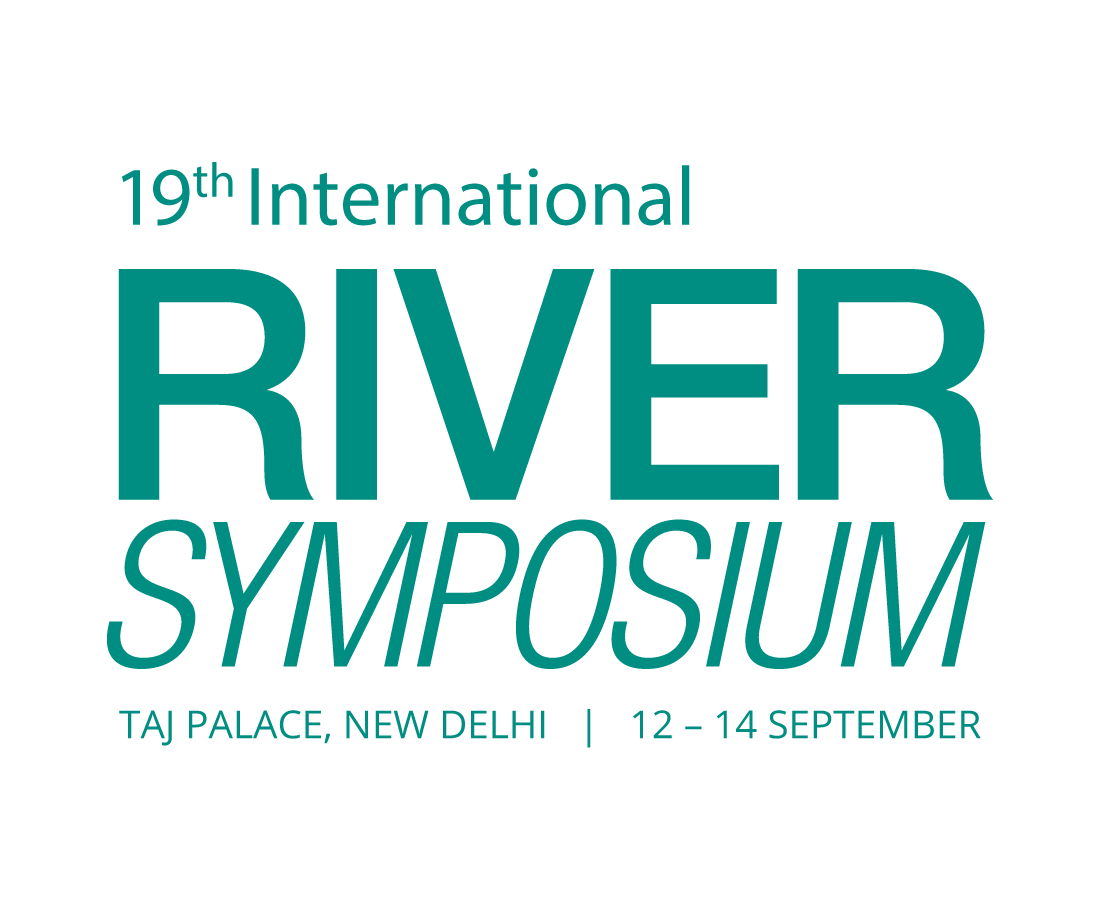 19th International
RIVER
SYMPOSIUM
TAJ PALACE, NEW DELHI | 12 – 14 SEPTEMBER